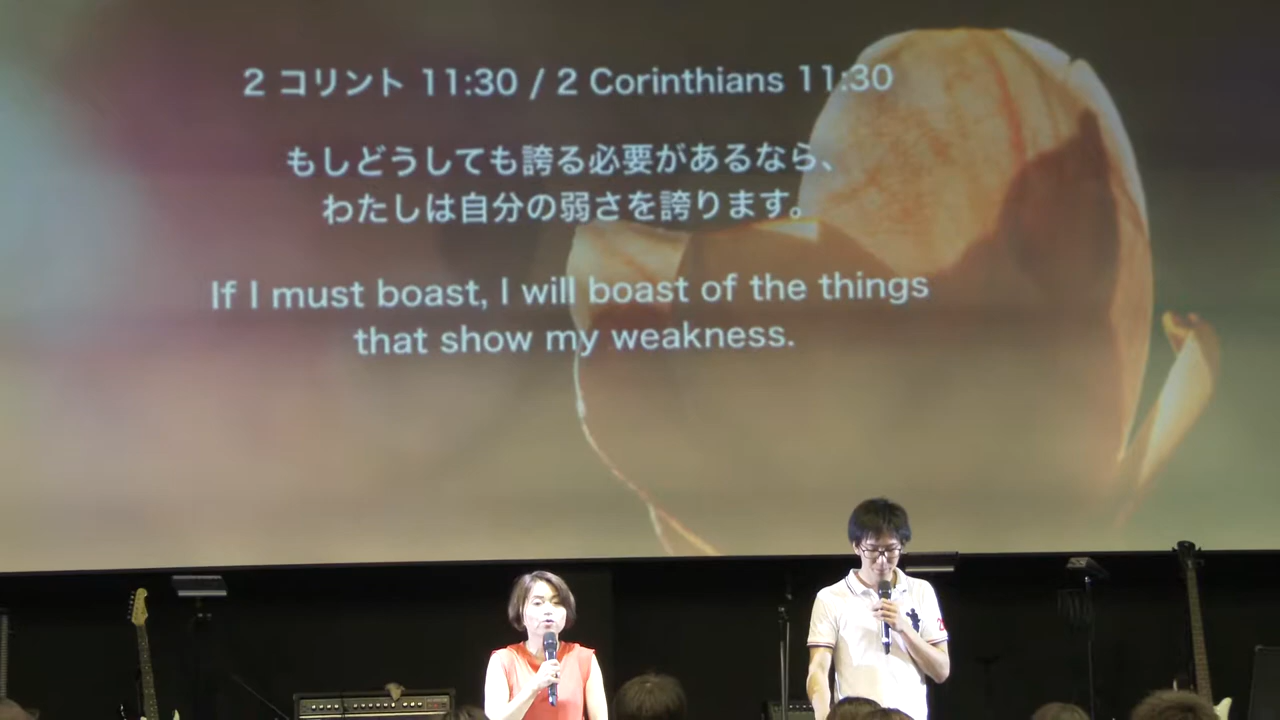 2 コリント 11:30 / 2 Corinthians 11:30
もしどうしても誇る必要があるなら、
わたしは自分の弱さを誇ります。
If I must boast, I will boast of the things
that show my weakness.